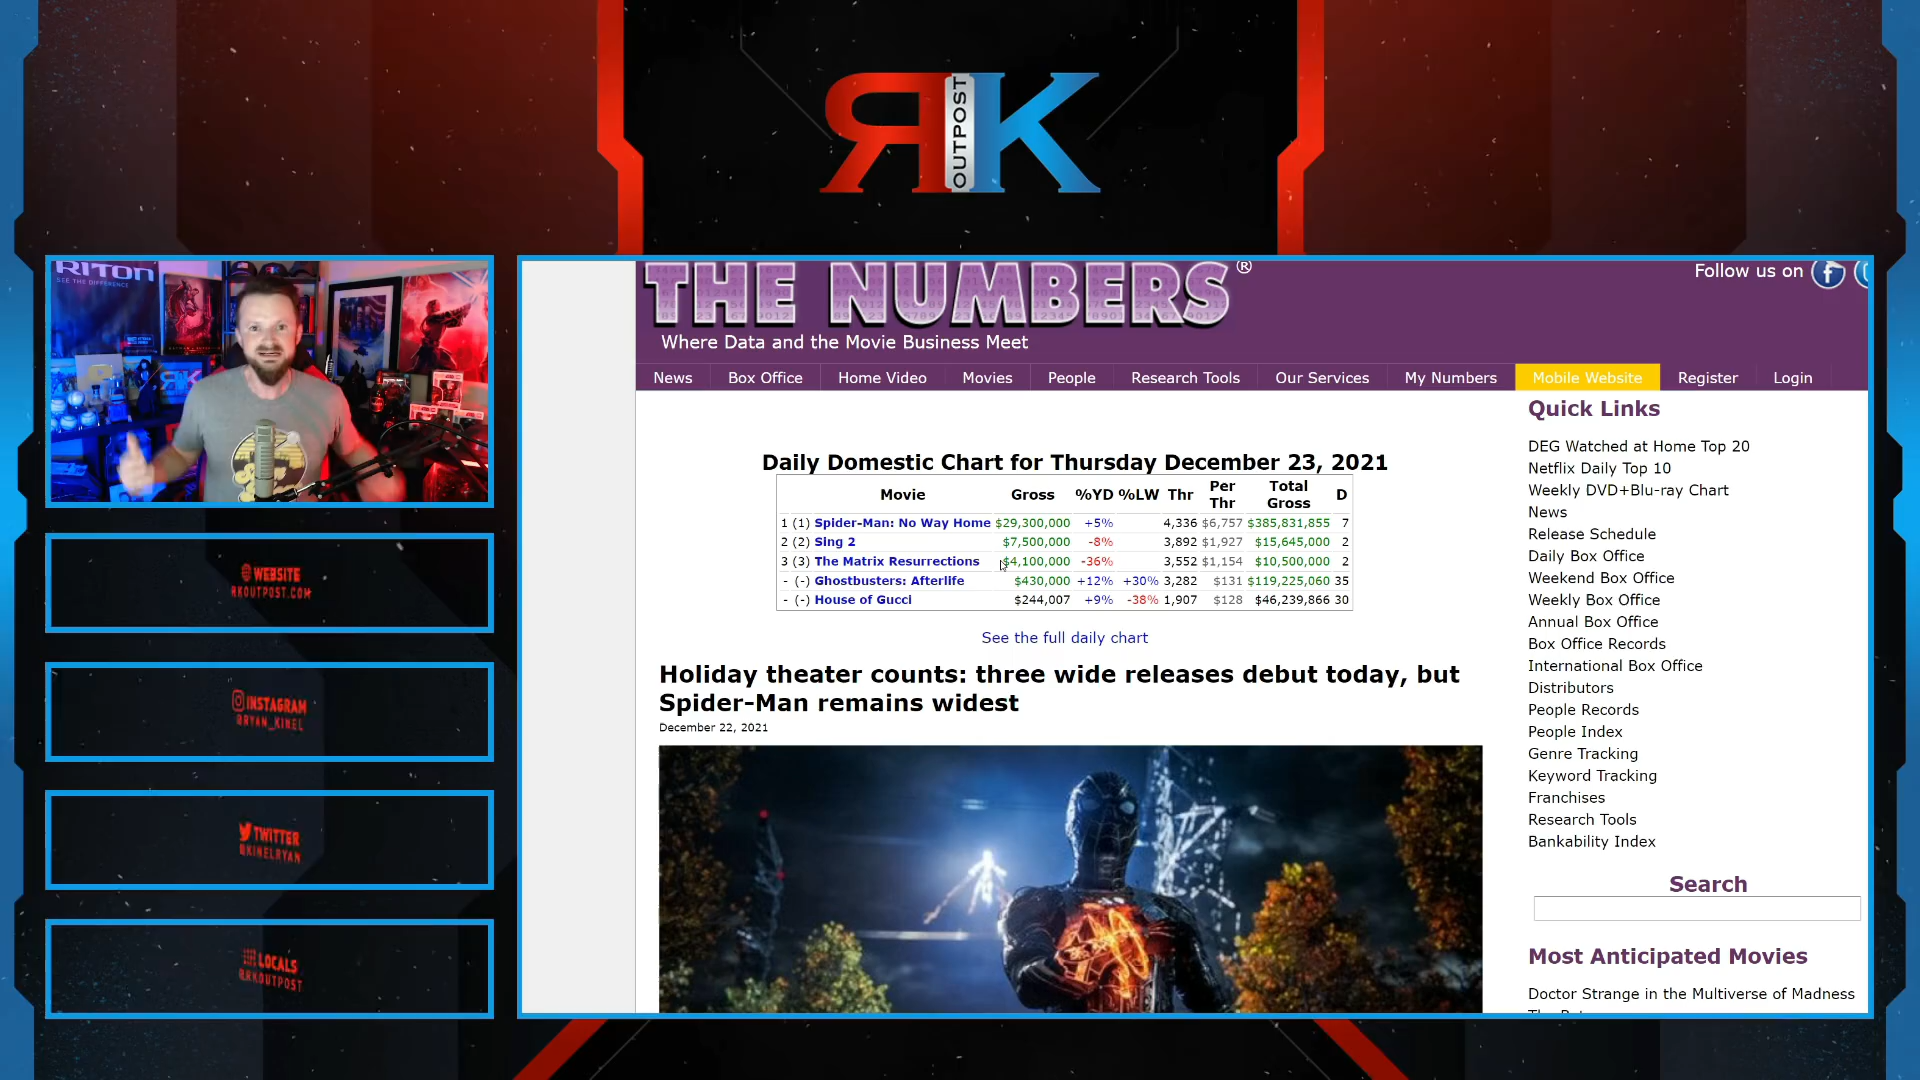 RK
OUTPOST
RITON
SEE THE DIFFERENCE
WEBSITE
RKOUTPOST.COM
INSTAGRAM
@RYAN_KINEL
TWITTER
@KINELRYAN
LOCALS
RKOUTPOST
THE NUMBERS®
Where Data and the Movie Business Meet
Follow us on
News Box Office Home Video Movies People Research Tools Our Services My Numbers Mobile Website Register Login
Daily Domestic Chart for Thursday December 23, 2021
Movie Gross %YD %LW Thr Per Thr Total Gross D
1 (1) Spider-Man: No Way Home $29,300,000 +5% 4,336 $6,757 $385,831,855 7
2 (2) Sing 2 $7,500,000 -8% 3,892 $1,927 $15,645,000 2
3 (3) The Matrix Resurrections $4,100,000 -36% 3,552 $1,154 $10,500,000 2
- (-) Ghostbusters: Afterlife $430,000 +12% +30% 3,282 $131 $119,225,060 35
- (-) House of Gucci $244,007 +9% -38% 1,907 $128 $46,239,866 30
See the full daily chart
Holiday theater counts: three wide releases debut today, but
Spider-Man remains widest
December 22, 2021
Quick Links
DEG Watched at Home Top 20
Netflix Daily Top 10
Weekly DVD+Blu-ray Chart
News
Release Schedule
Daily Box Office
Weekend Box Office
Weekly Box Office
Annual Box Office
Box Office Records
International Box Office
Distributors
People Records
People Index
Genre Tracking
Keyword Tracking
Franchises
Research Tools
Bankability Index
Search
Most Anticipated Movies
Doctor Strange in the Multiverse of Madness